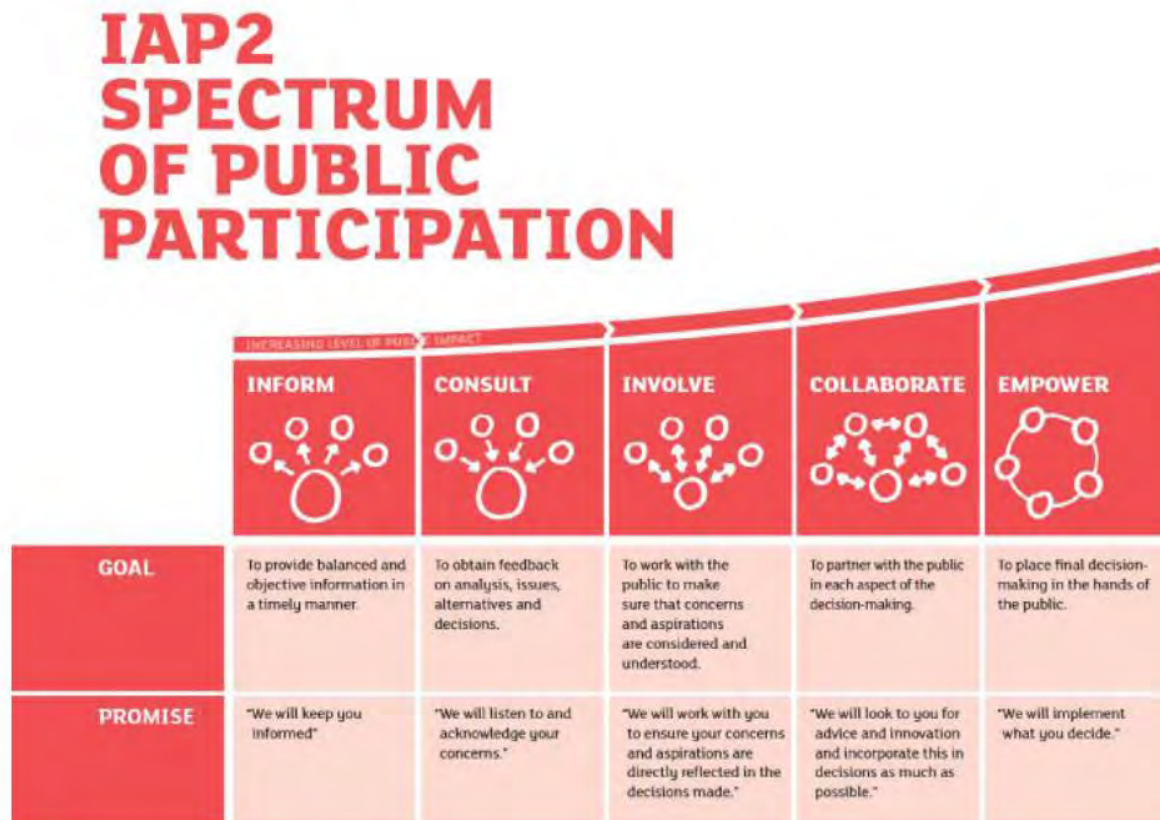 IAP2
SPECTRUM
OF PUBLIC
PARTICIPATION
INCREASING LEVEL OF PUBLIC IMPACT
INFORM
CONSULT
INVOLVE
COLLABORATE
EMPOWER
GOAL
To provide balanced and
objective information in
a timely manner.
To obtain feedback
on analysis, issues,
alternatives and
decisions.
To work with the
public to make
sure that concerns
and aspirations
are considered and
understood.
To partner with the public
in each aspect of the
decision-making.
To place final decision-
making in the hands of
the public.
PROMISE
"We will keep you
informed"
"We will listen to and
acknowledge your
concerns."
"We will work with you
to ensure your concerns
and aspirations are
directly reflected in the
decisions made."
"We will look to you for
advice and innovation
and incorporate this in
decisions as much as
possible."
"We will implement
what you decide."